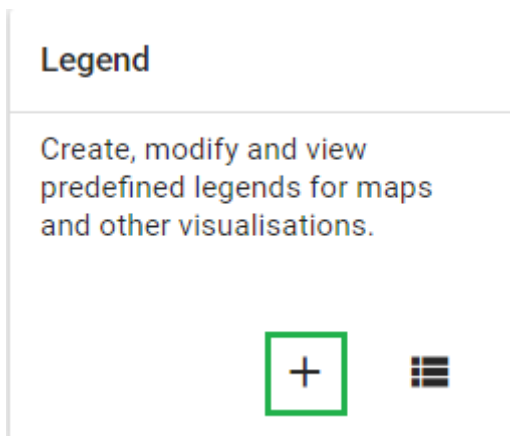 Legend
Create, modify and view
predefined legends for maps
and other visualisations.